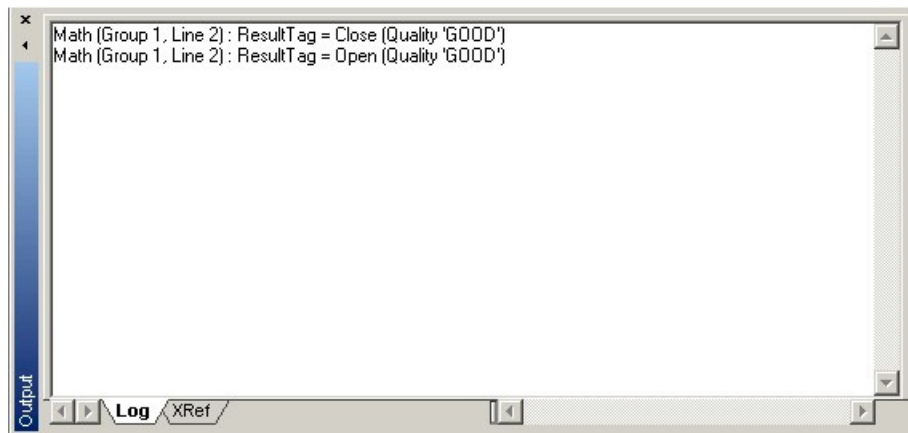 Math (Group 1, Line 2) : ResultTag = Close (Quality 'GOOD')
Math (Group 1, Line 2) : ResultTag = Open (Quality 'GOOD')
Output
Log
XRef